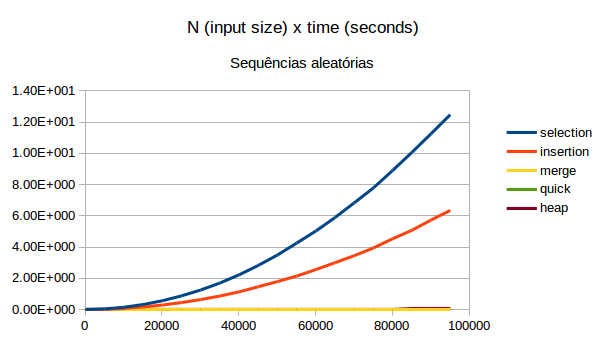 N (input size) x time (seconds)
Sequências aleatórias
1.40E+001
1.20E+001
1.00E+001
8.00E+000
6.00E+000
4.00E+000
2.00E+000
0.00E+000
0 20000 40000 60000 80000 100000
selection
insertion
merge
quick
heap